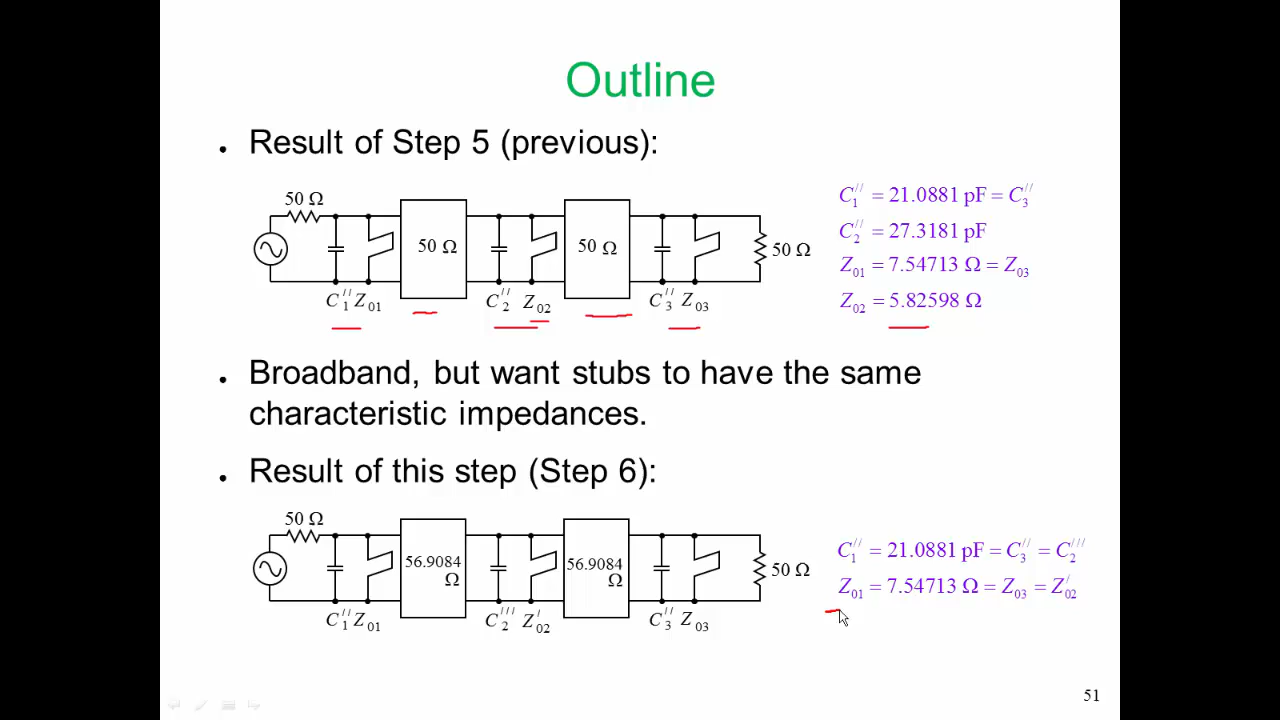 Outline
• Result of Step 5 (previous):
50 Ω
50 Ω
50 Ω
50 Ω
C₁″ Z₀₁
C₂″ Z₀₂
C₃″ Z₀₃
C₁″ = 21.0881 pF = C₃″
C₂″ = 27.3181 pF
Z₀₁ = 7.54713 Ω = Z₀₃
Z₀₂ = 5.82598 Ω
• Broadband, but want stubs to have the same
characteristic impedances.
• Result of this step (Step 6):
50 Ω
56.9084
Ω
56.9084
Ω
50 Ω
C₁″ Z₀₁
C₂‴ Z₀₂′
C₃″ Z₀₃
C₁″ = 21.0881 pF = C₃″ = C₂‴
Z₀₁ = 7.54713 Ω = Z₀₃ = Z₀₂′
51